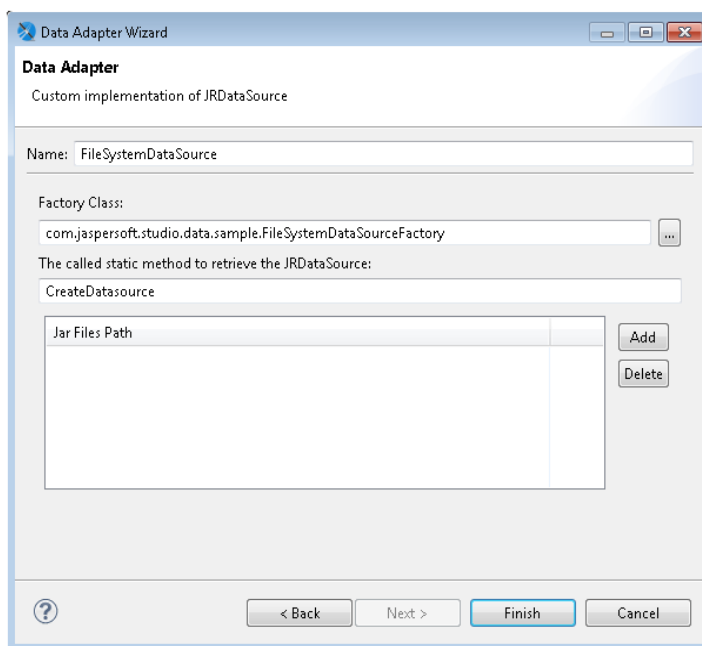 Data Adapter Wizard
Data Adapter
Custom implementation of JRDataSource
Name: FileSystemDataSource
Factory Class:
com.jaspersoft.studio.data.sample.FileSystemDataSourceFactory ...
The called static method to retrieve the JRDataSource:
CreateDatasource
Jar Files Path
Add
Delete
? < Back Next > Finish Cancel